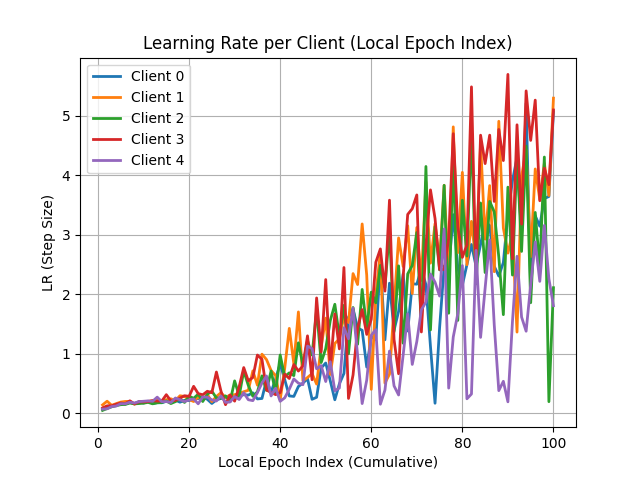 Learning Rate per Client (Local Epoch Index)
Client 0
Client 1
Client 2
Client 3
Client 4
5
4
3
2
1
0
LR (Step Size)
0 20 40 60 80 100
Local Epoch Index (Cumulative)